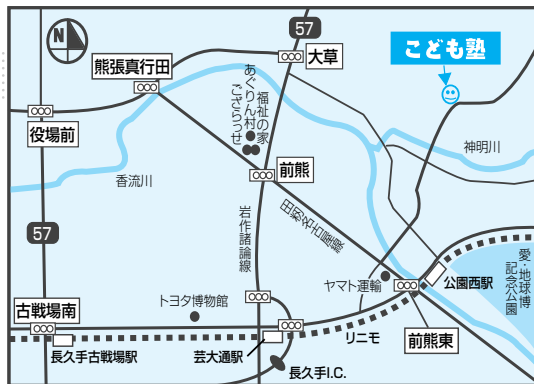 57
大草
こども塾
熊張真行田
福祉の家
あぐりん村
ござらっせ
役場前
神明川
前熊
香流川
57
岩作諸輪線
田籾名古屋線
愛・地球博
記念公園
公園西駅
ヤマト運輸
トヨタ博物館
古戦場南
リニモ
前熊東
長久手古戦場駅
芸大通駅
長久手I.C.